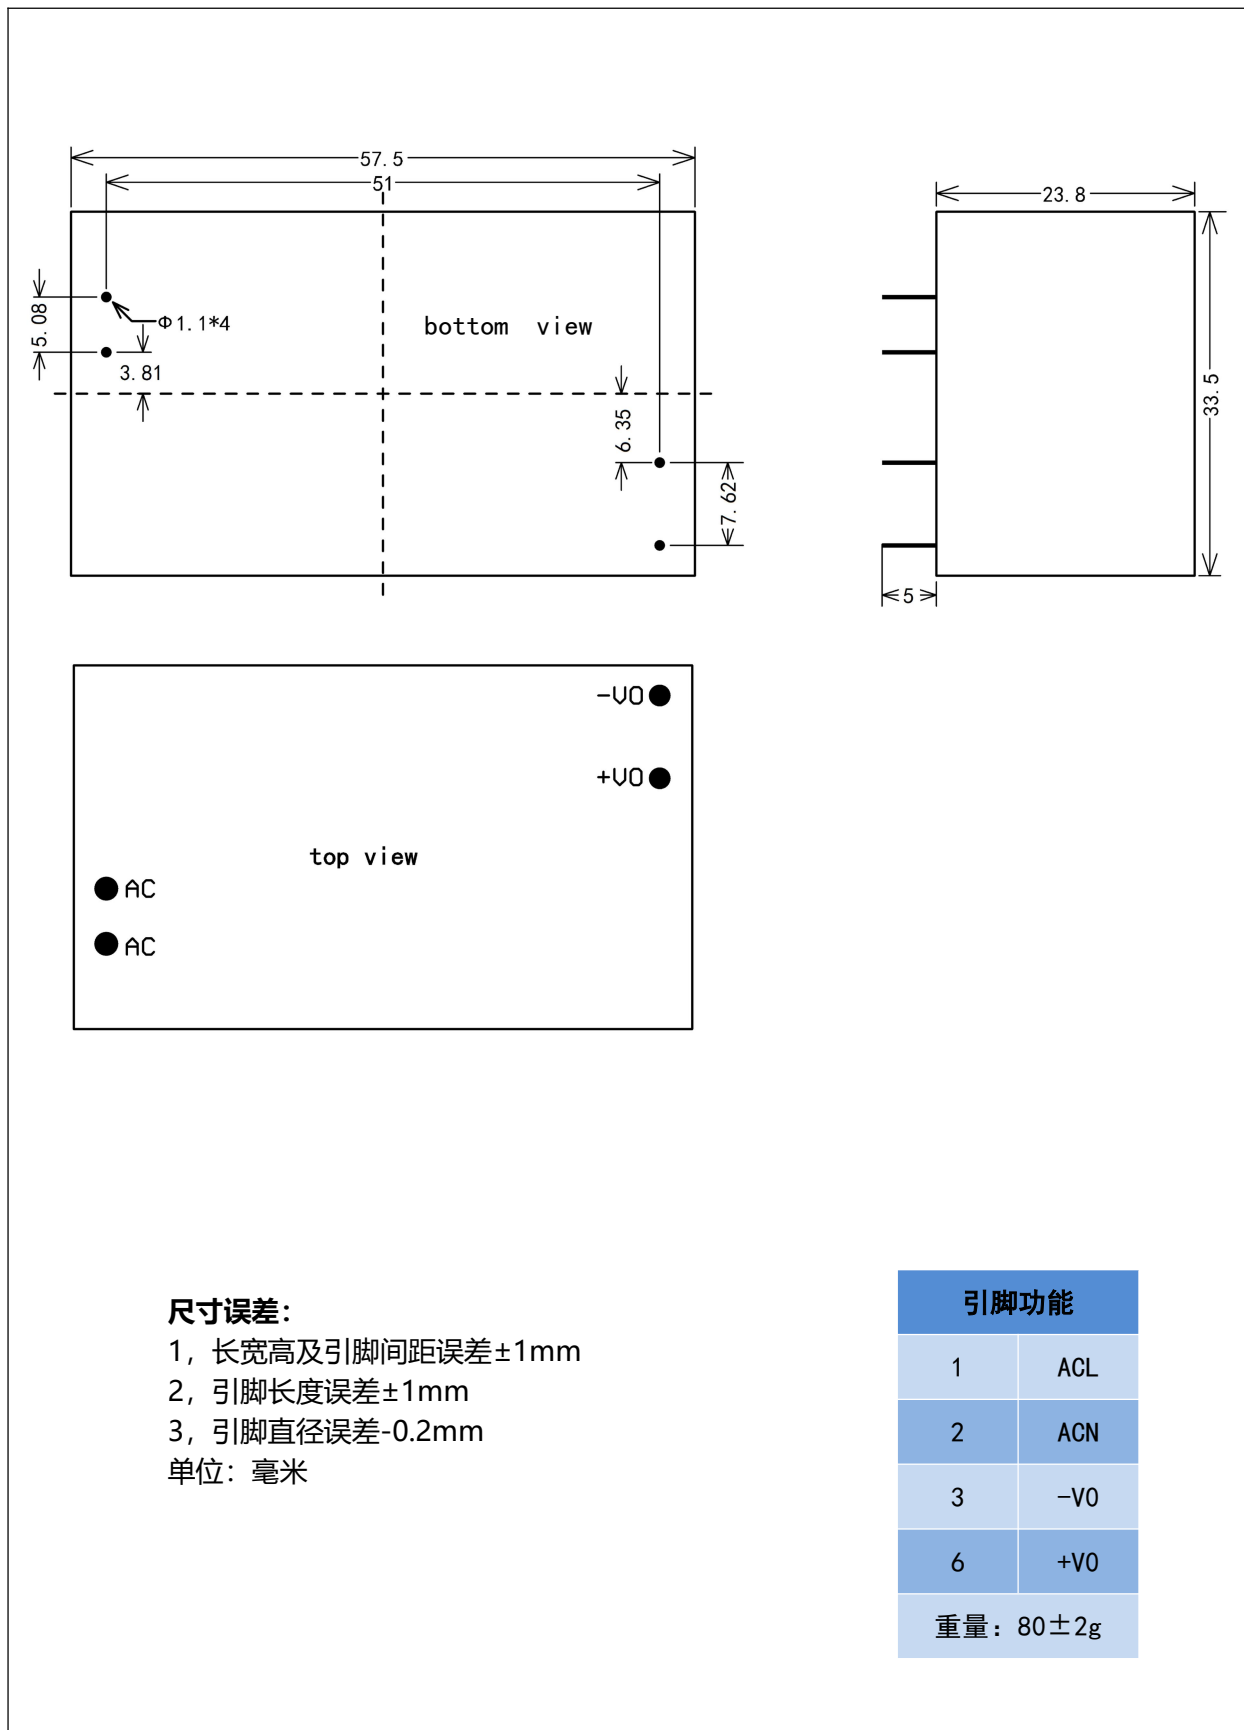 57.5
51
23.8
5.08
Φ1.1*4
bottom view
3.81
6.35
33.5
7.62
5
-VO
+VO
top view
AC
AC
尺寸误差：
1，长宽高及引脚间距误差±1mm
2，引脚长度误差±1mm
3，引脚直径误差-0.2mm
单位：毫米
引脚功能
1 ACL
2 ACN
3 -VO
6 +VO
重量：80±2g